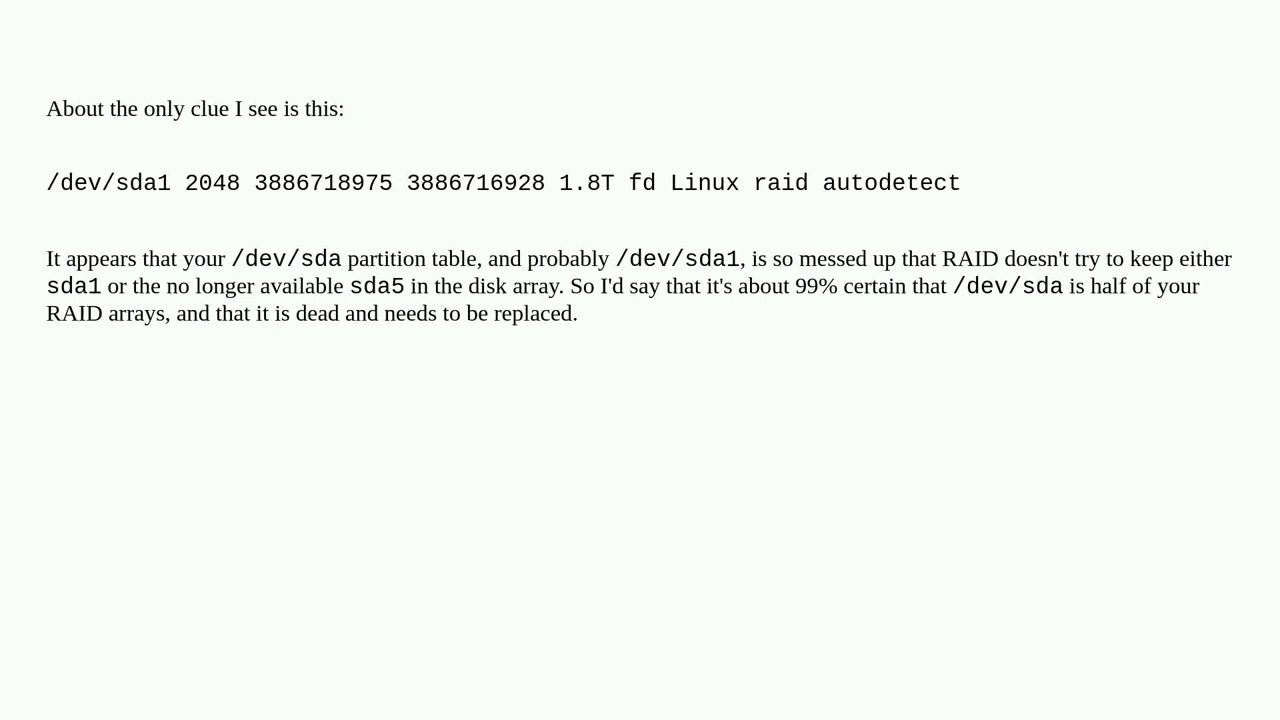 About the only clue I see is this:
/dev/sda1 2048 3886718975 3886716928 1.8T fd Linux raid autodetect
It appears that your /dev/sda partition table, and probably /dev/sda1, is so messed up that RAID doesn't try to keep either
sda1 or the no longer available sda5 in the disk array. So I'd say that it's about 99% certain that /dev/sda is half of your
RAID arrays, and that it is dead and needs to be replaced.